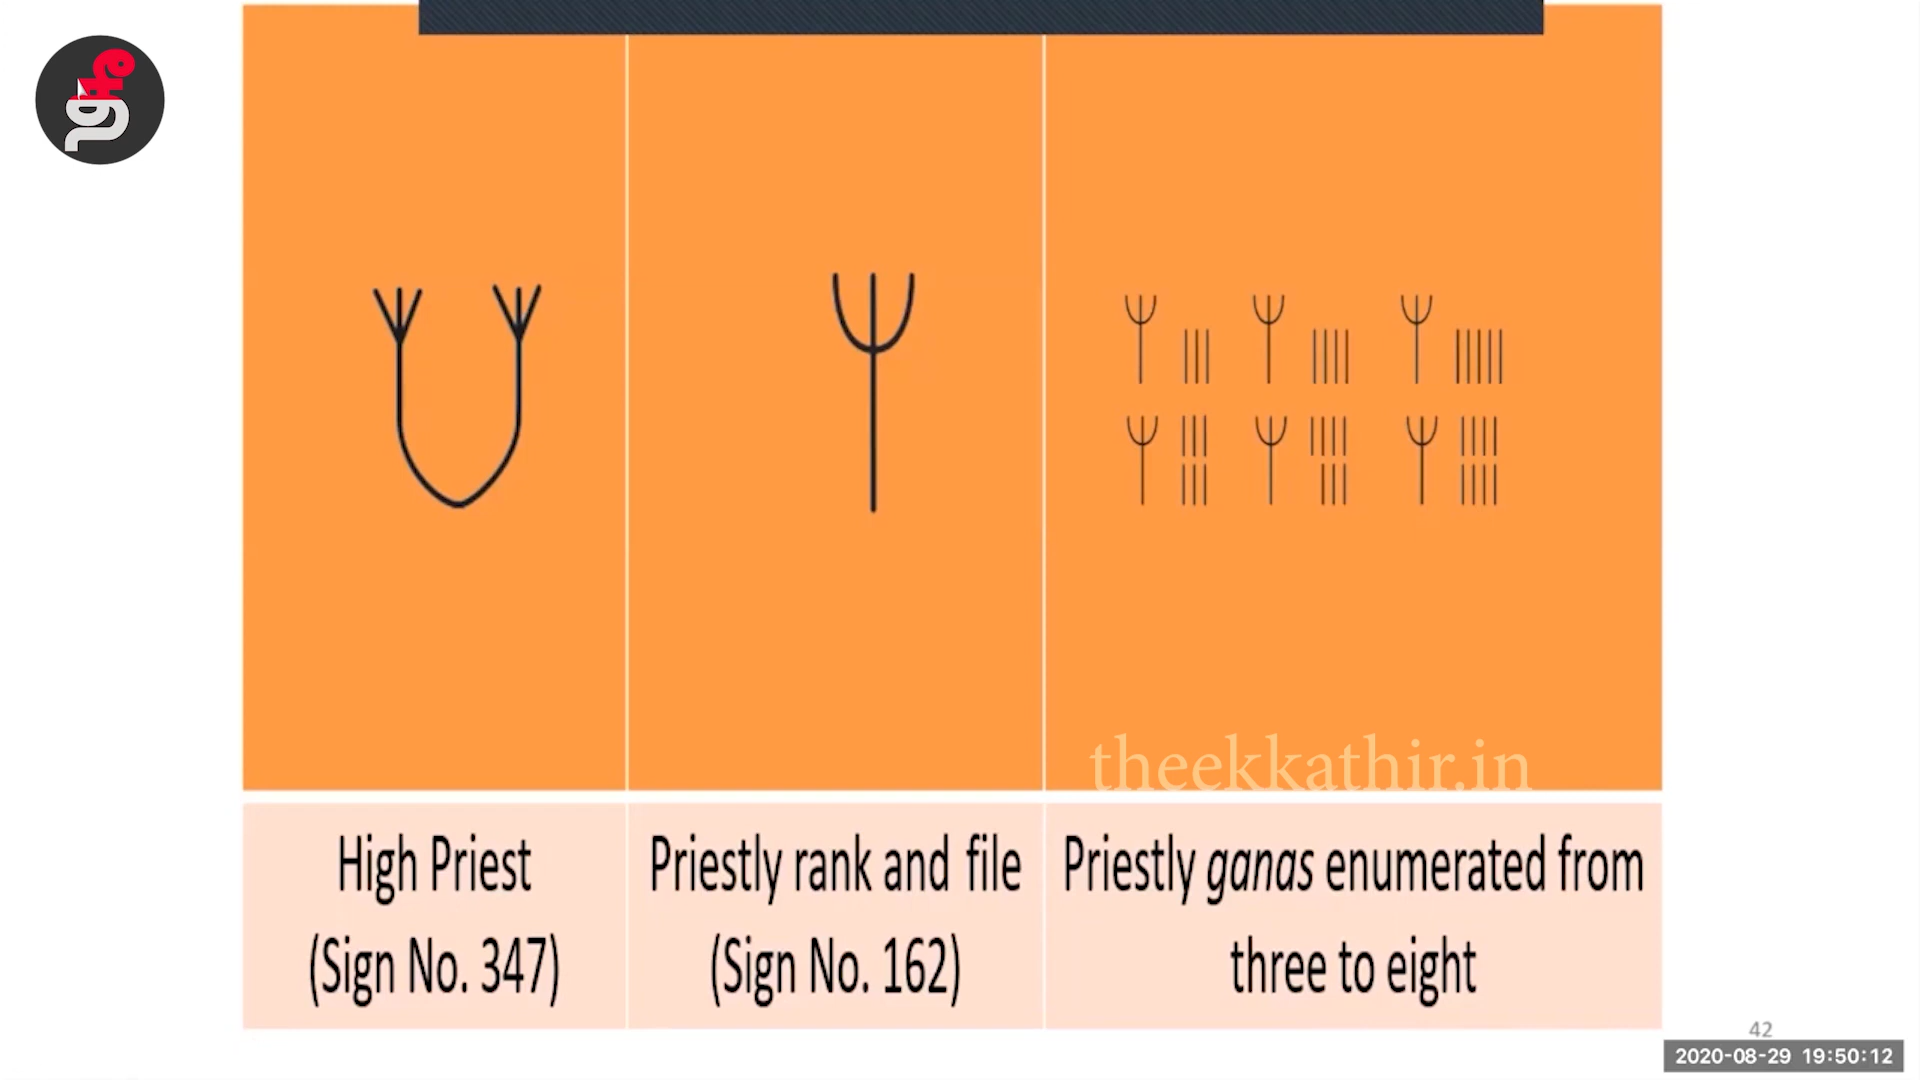 theekkathir.in
High Priest
(Sign No. 347)
Priestly rank and file
(Sign No. 162)
Priestly ganas enumerated from
three to eight
42
2020-08-29 19:50:12